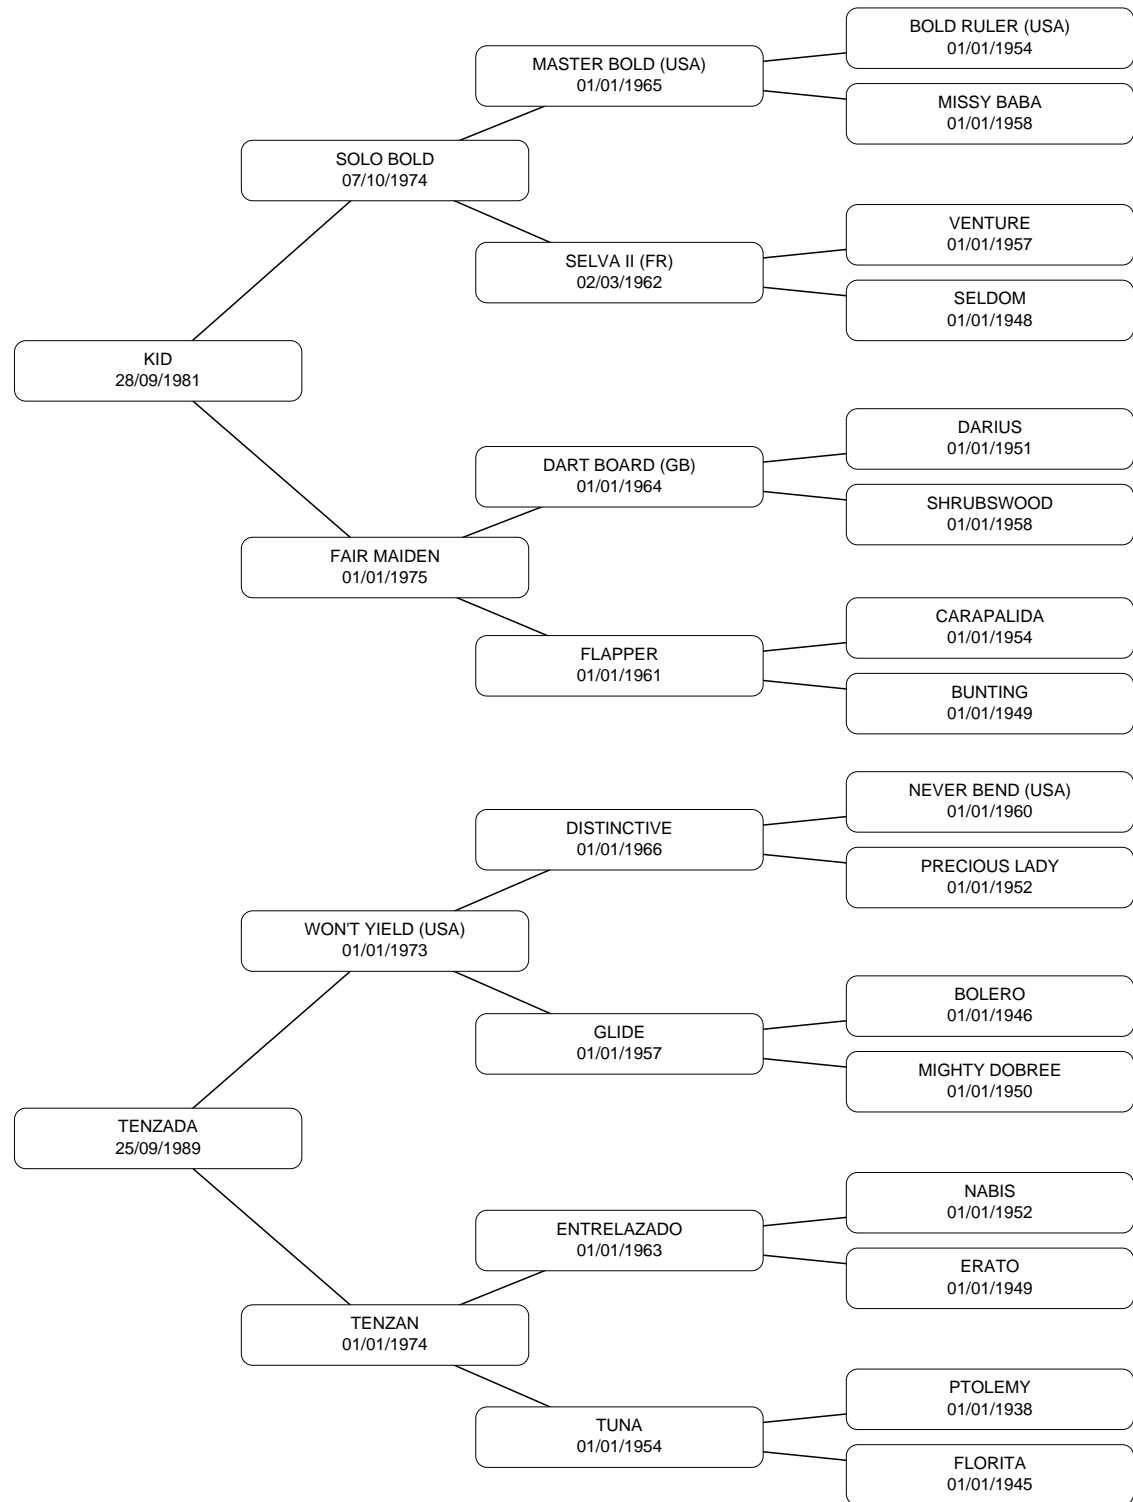 BOLD RULER (USA)
01/01/1954
MASTER BOLD (USA)
01/01/1965
MISSY BABA
01/01/1958
SOLO BOLD
07/10/1974
VENTURE
01/01/1957
SELVA II (FR)
02/03/1962
SELDOM
01/01/1948
KID
28/09/1981
DARIUS
01/01/1951
DART BOARD (GB)
01/01/1964
SHRUBSWOOD
01/01/1958
FAIR MAIDEN
01/01/1975
CARAPALIDA
01/01/1954
FLAPPER
01/01/1961
BUNTING
01/01/1949
NEVER BEND (USA)
01/01/1960
DISTINCTIVE
01/01/1966
PRECIOUS LADY
01/01/1952
WON'T YIELD (USA)
01/01/1973
BOLERO
01/01/1946
GLIDE
01/01/1957
MIGHTY DOBREE
01/01/1950
TENZADA
25/09/1989
NABIS
01/01/1952
ENTRELAZADO
01/01/1963
ERATO
01/01/1949
TENZAN
01/01/1974
PTOLEMY
01/01/1938
TUNA
01/01/1954
FLORITA
01/01/1945